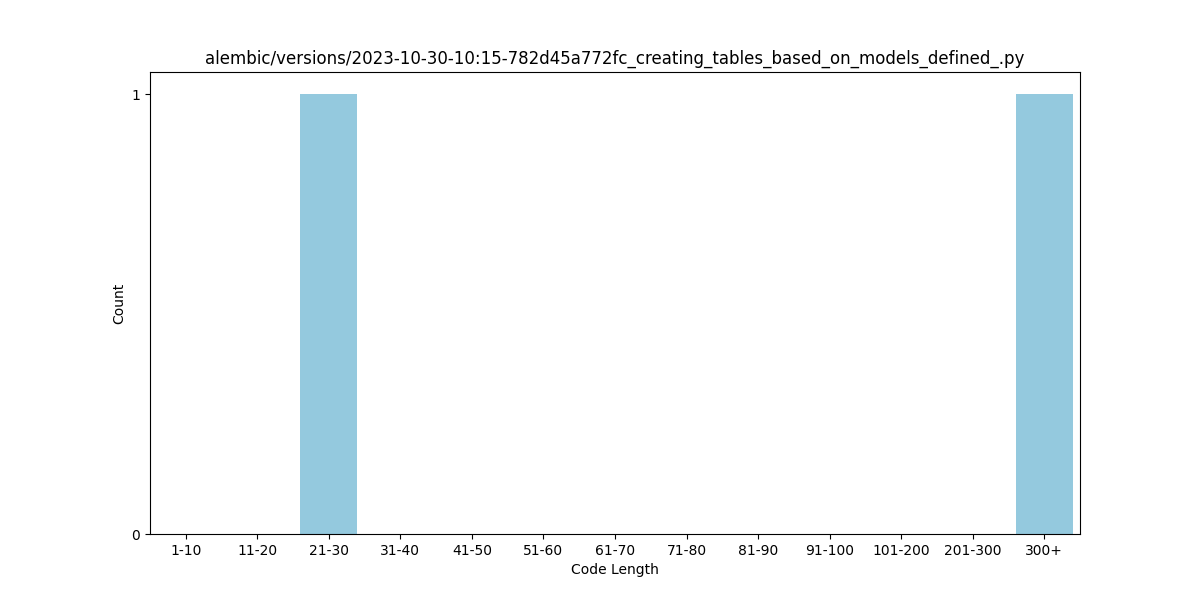 alembic/versions/2023-10-30-10:15-782d45a772fc_creating_tables_based_on_models_defined_.py
1
Count
0
1-10 11-20 21-30 31-40 41-50 51-60 61-70 71-80 81-90 91-100 101-200 201-300 300+
Code Length